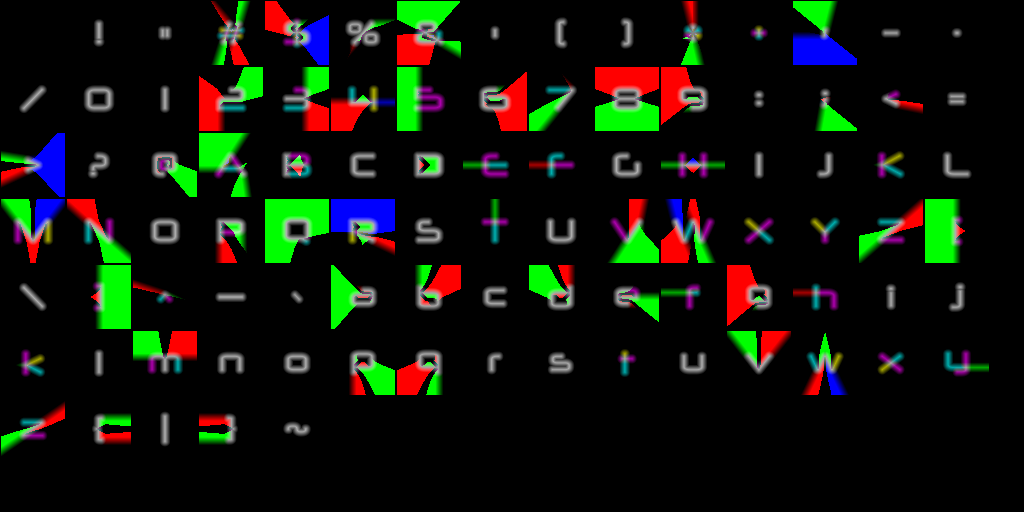 ! " # $ % & ' ( ) * + , - .
/ 0 1 2 3 4 5 6 7 8 9 : ; < =
> ? @ A B C D E F G H I J K L
M N O P Q R S T U V W X Y Z [
\ ] ^ _ ` a b c d e f g h i j
k l m n o p q r s t u v w x y
z { | } ~